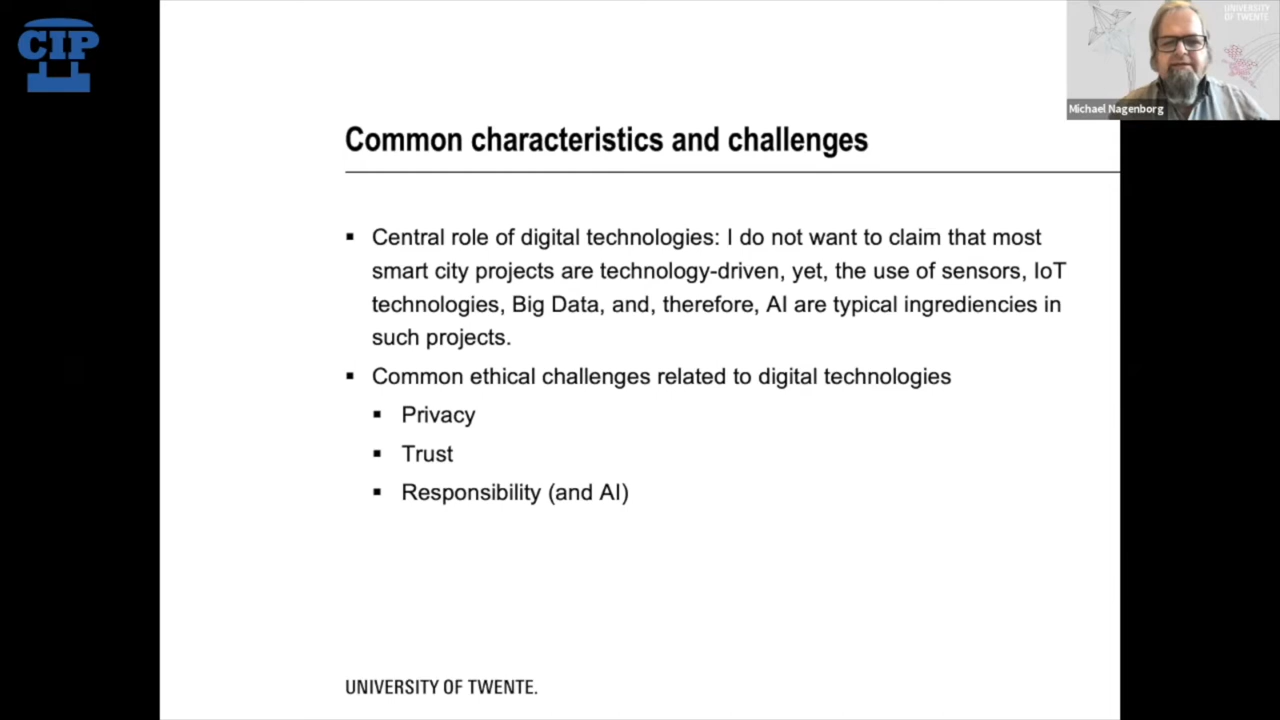 CIP
UNIVERSITY
OF TWENTE
Michael Nagenborg
Common characteristics and challenges
▪ Central role of digital technologies: I do not want to claim that most
smart city projects are technology-driven, yet, the use of sensors, IoT
technologies, Big Data, and, therefore, AI are typical ingrediencies in
such projects.
▪ Common ethical challenges related to digital technologies
▪ Privacy
▪ Trust
▪ Responsibility (and AI)
UNIVERSITY OF TWENTE.